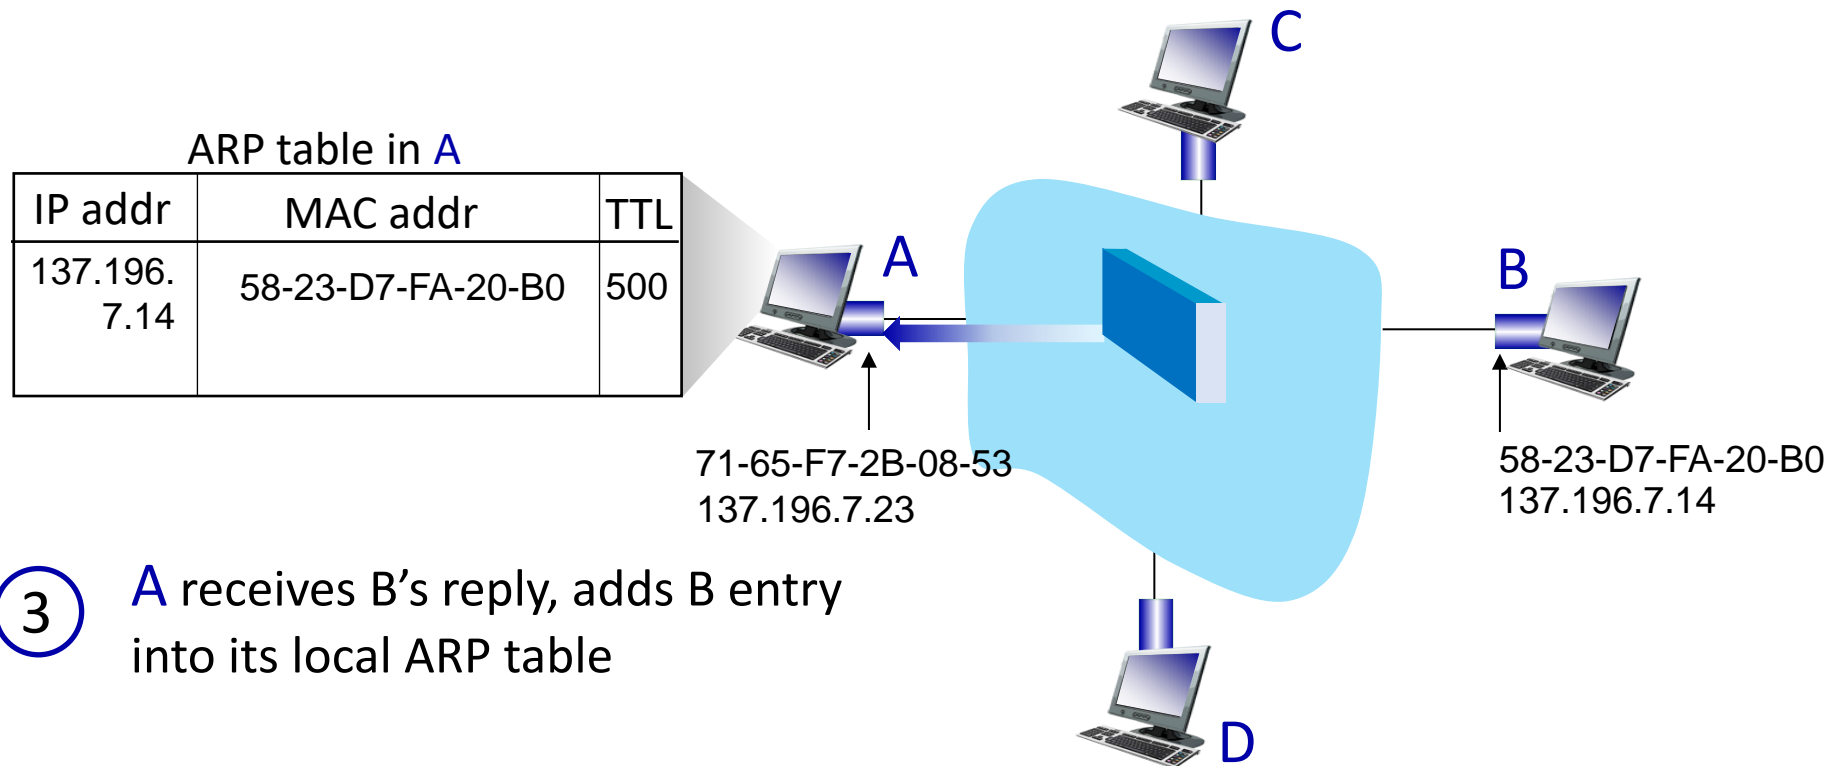 C
ARP table in A
IP addr MAC addr TTL
137.196.
7.14 58-23-D7-FA-20-B0 500
A
B
71-65-F7-2B-08-53
137.196.7.23
58-23-D7-FA-20-B0
137.196.7.14
3 A receives B’s reply, adds B entry
into its local ARP table
D